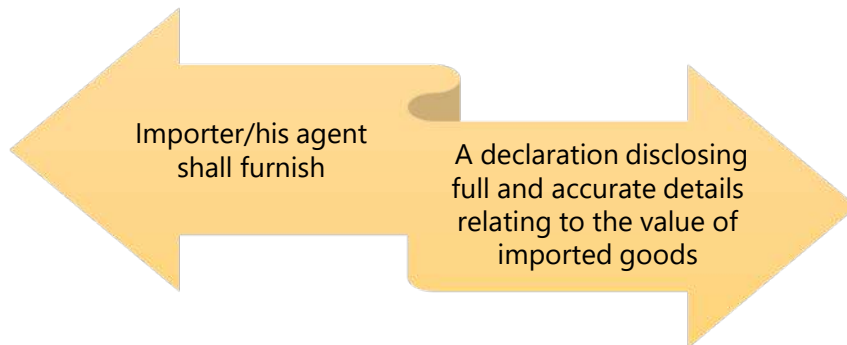 Importer/his agent
shall furnish
A declaration disclosing
full and accurate details
relating to the value of
imported goods